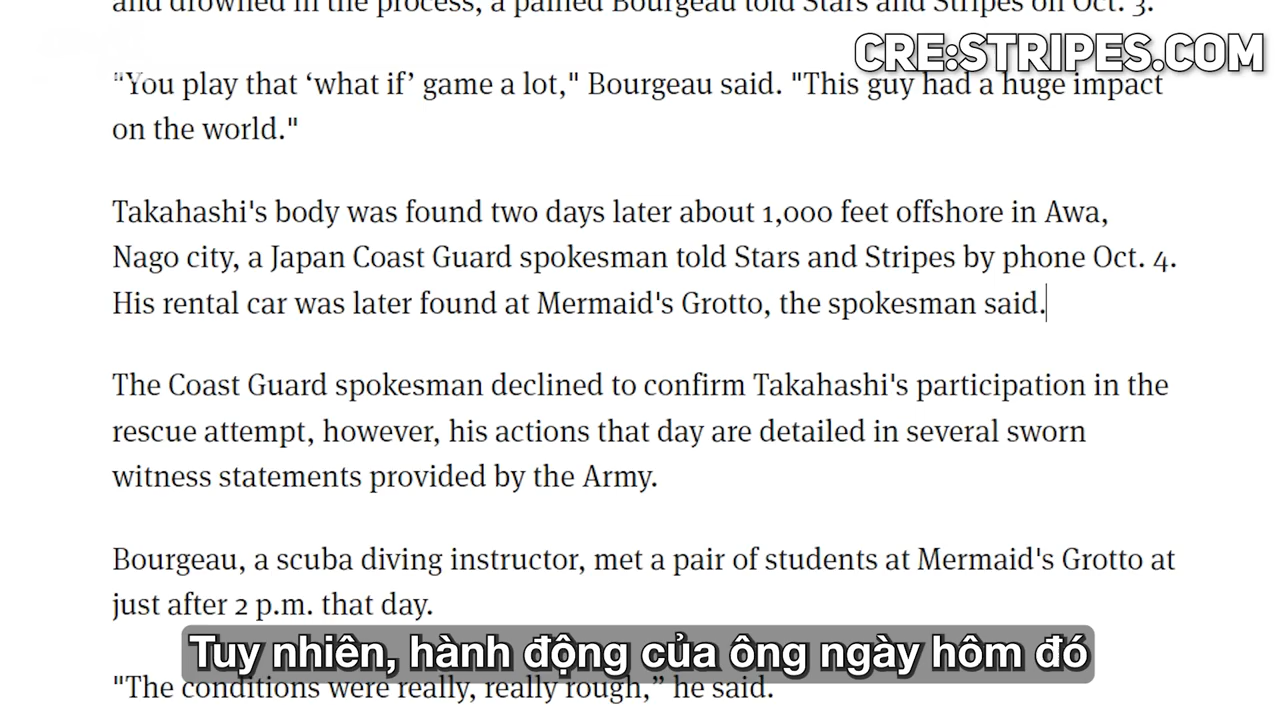 and drowned in the process, a pained Bourgeau told Stars and Stripes on Oct. 3.
CRE:STRIPES.COM
"You play that ‘what if’ game a lot," Bourgeau said. "This guy had a huge impact
on the world."
Takahashi's body was found two days later about 1,000 feet offshore in Awa,
Nago city, a Japan Coast Guard spokesman told Stars and Stripes by phone Oct. 4.
His rental car was later found at Mermaid's Grotto, the spokesman said.
The Coast Guard spokesman declined to confirm Takahashi's participation in the
rescue attempt, however, his actions that day are detailed in several sworn
witness statements provided by the Army.
Bourgeau, a scuba diving instructor, met a pair of students at Mermaid's Grotto at
just after 2 p.m. that day.
Tuy nhiên, hành động của ông ngày hôm đó
"The conditions were really, really rough,” he said.